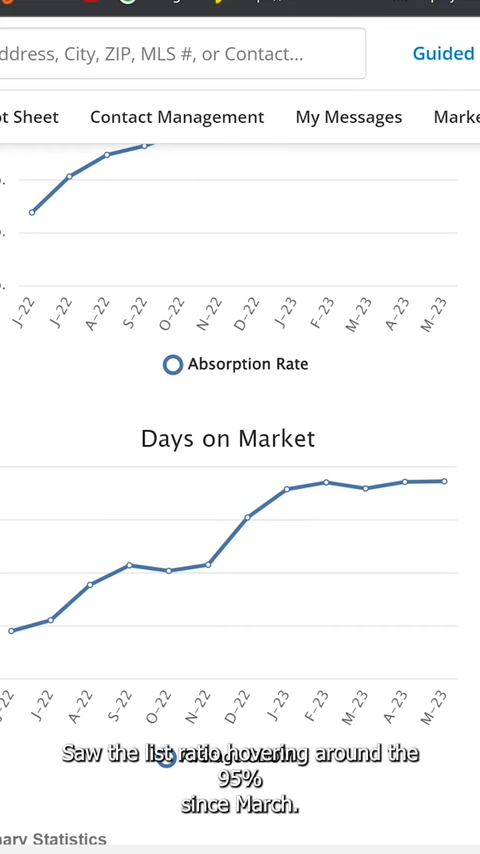 ddress, City, ZIP, MLS #, or Contact...
Guided
t Sheet Contact Management My Messages Marke
J-22 J-22 A-22 S-22 O-22 N-22 D-22 J-23 F-23 M-23 A-23 M-23
Absorption Rate
Days on Market
-22 J-22 A-22 S-22 O-22 N-22 D-22 J-23 F-23 M-23 A-23 M-23
Saw the list ratio hovering around the
95%
since March.
ary Statistics